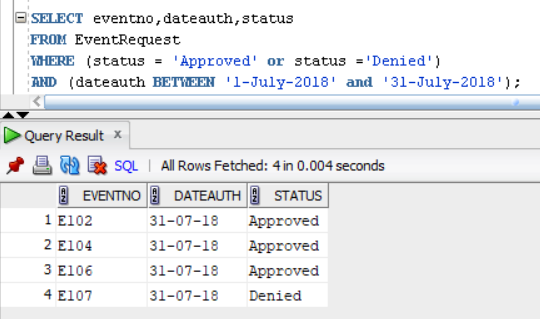 SELECT eventno,dateauth,status
FROM EventRequest
WHERE (status = 'Approved' or status ='Denied')
AND (dateauth BETWEEN '1-July-2018' and '31-July-2018');
Query Result x
SQL | All Rows Fetched: 4 in 0.004 seconds
EVENTNO DATEAUTH STATUS
1 E102 31-07-18 Approved
2 E104 31-07-18 Approved
3 E106 31-07-18 Approved
4 E107 31-07-18 Denied